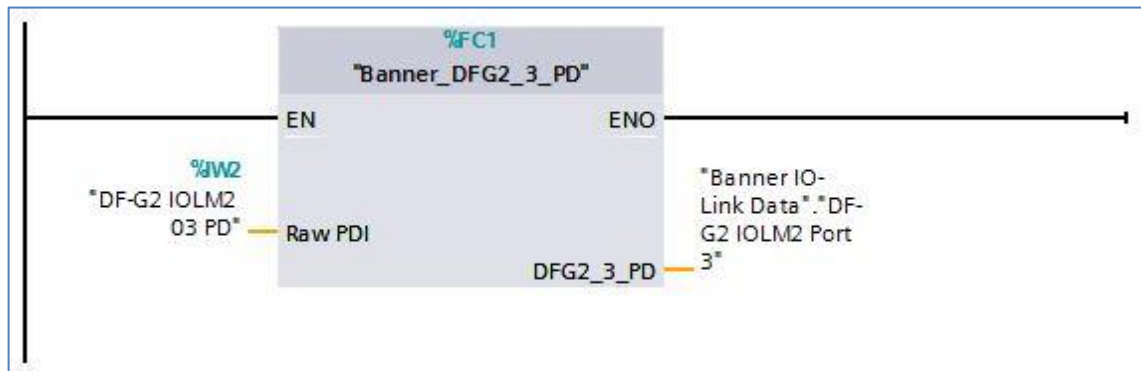 %FC1
"Banner_DFG2_3_PD"
EN
ENO
%IW2
"DF-G2 IOLM2
03 PD"
Raw PDI
"Banner IO-
Link Data"."DF-
G2 IOLM2 Port
3"
DFG2_3_PD